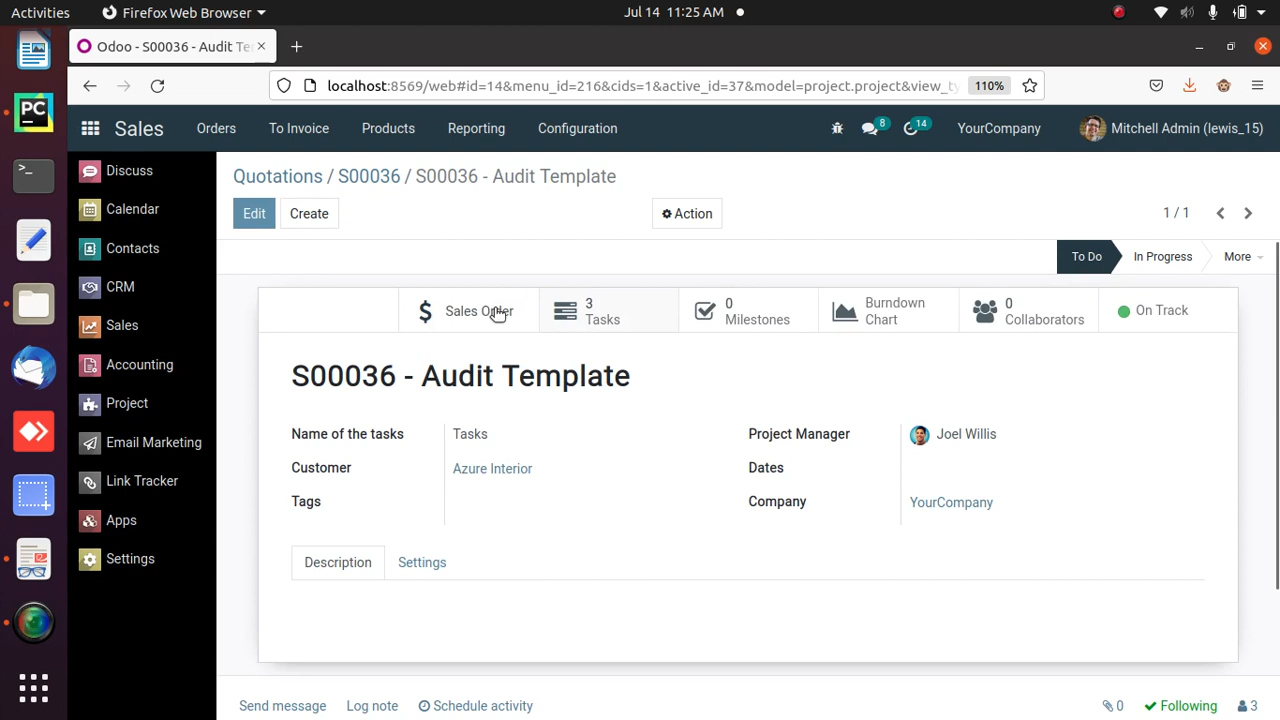 Activities
Firefox Web Browser
Jul 14 11:25 AM
Odoo - S00036 - Audit Te
localhost:8569/web#id=14&menu_id=216&cids=1&active_id=37&model=project.project&view_ty
110%
Sales
Orders
To Invoice
Products
Reporting
Configuration
8
14
YourCompany
Mitchell Admin (lewis_15)
Discuss
Calendar
Contacts
CRM
Sales
Accounting
Project
Email Marketing
Link Tracker
Apps
Settings
PC
Quotations / S00036 / S00036 - Audit Template
Edit
Create
Action
1 / 1
To Do
In Progress
More
$ Sales Order
3
Tasks
0
Milestones
Burndown
Chart
0
Collaborators
On Track
S00036 - Audit Template
Name of the tasks
Tasks
Project Manager
Joel Willis
Customer
Azure Interior
Dates
Tags
Company
YourCompany
Description
Settings
Send message
Log note
Schedule activity
0
Following
3